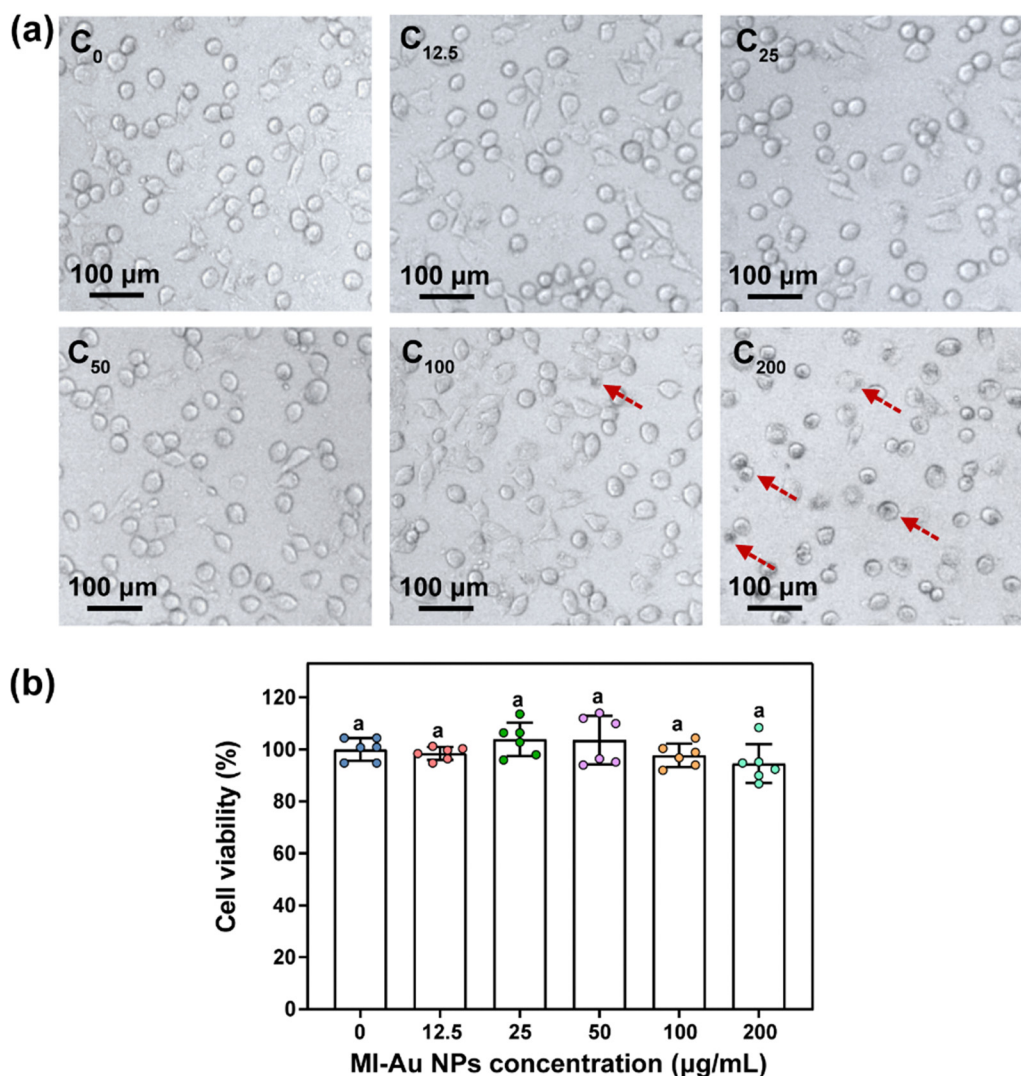 (a)
C0
C12.5
C25
100 µm
100 µm
100 µm
C50
C100
C200
100 µm
100 µm
100 µm
(b)
Cell viability (%)
120
100
80
60
40
20
0
a
a
a
a
a
a
0 12.5 25 50 100 200
MI-Au NPs concentration (µg/mL)